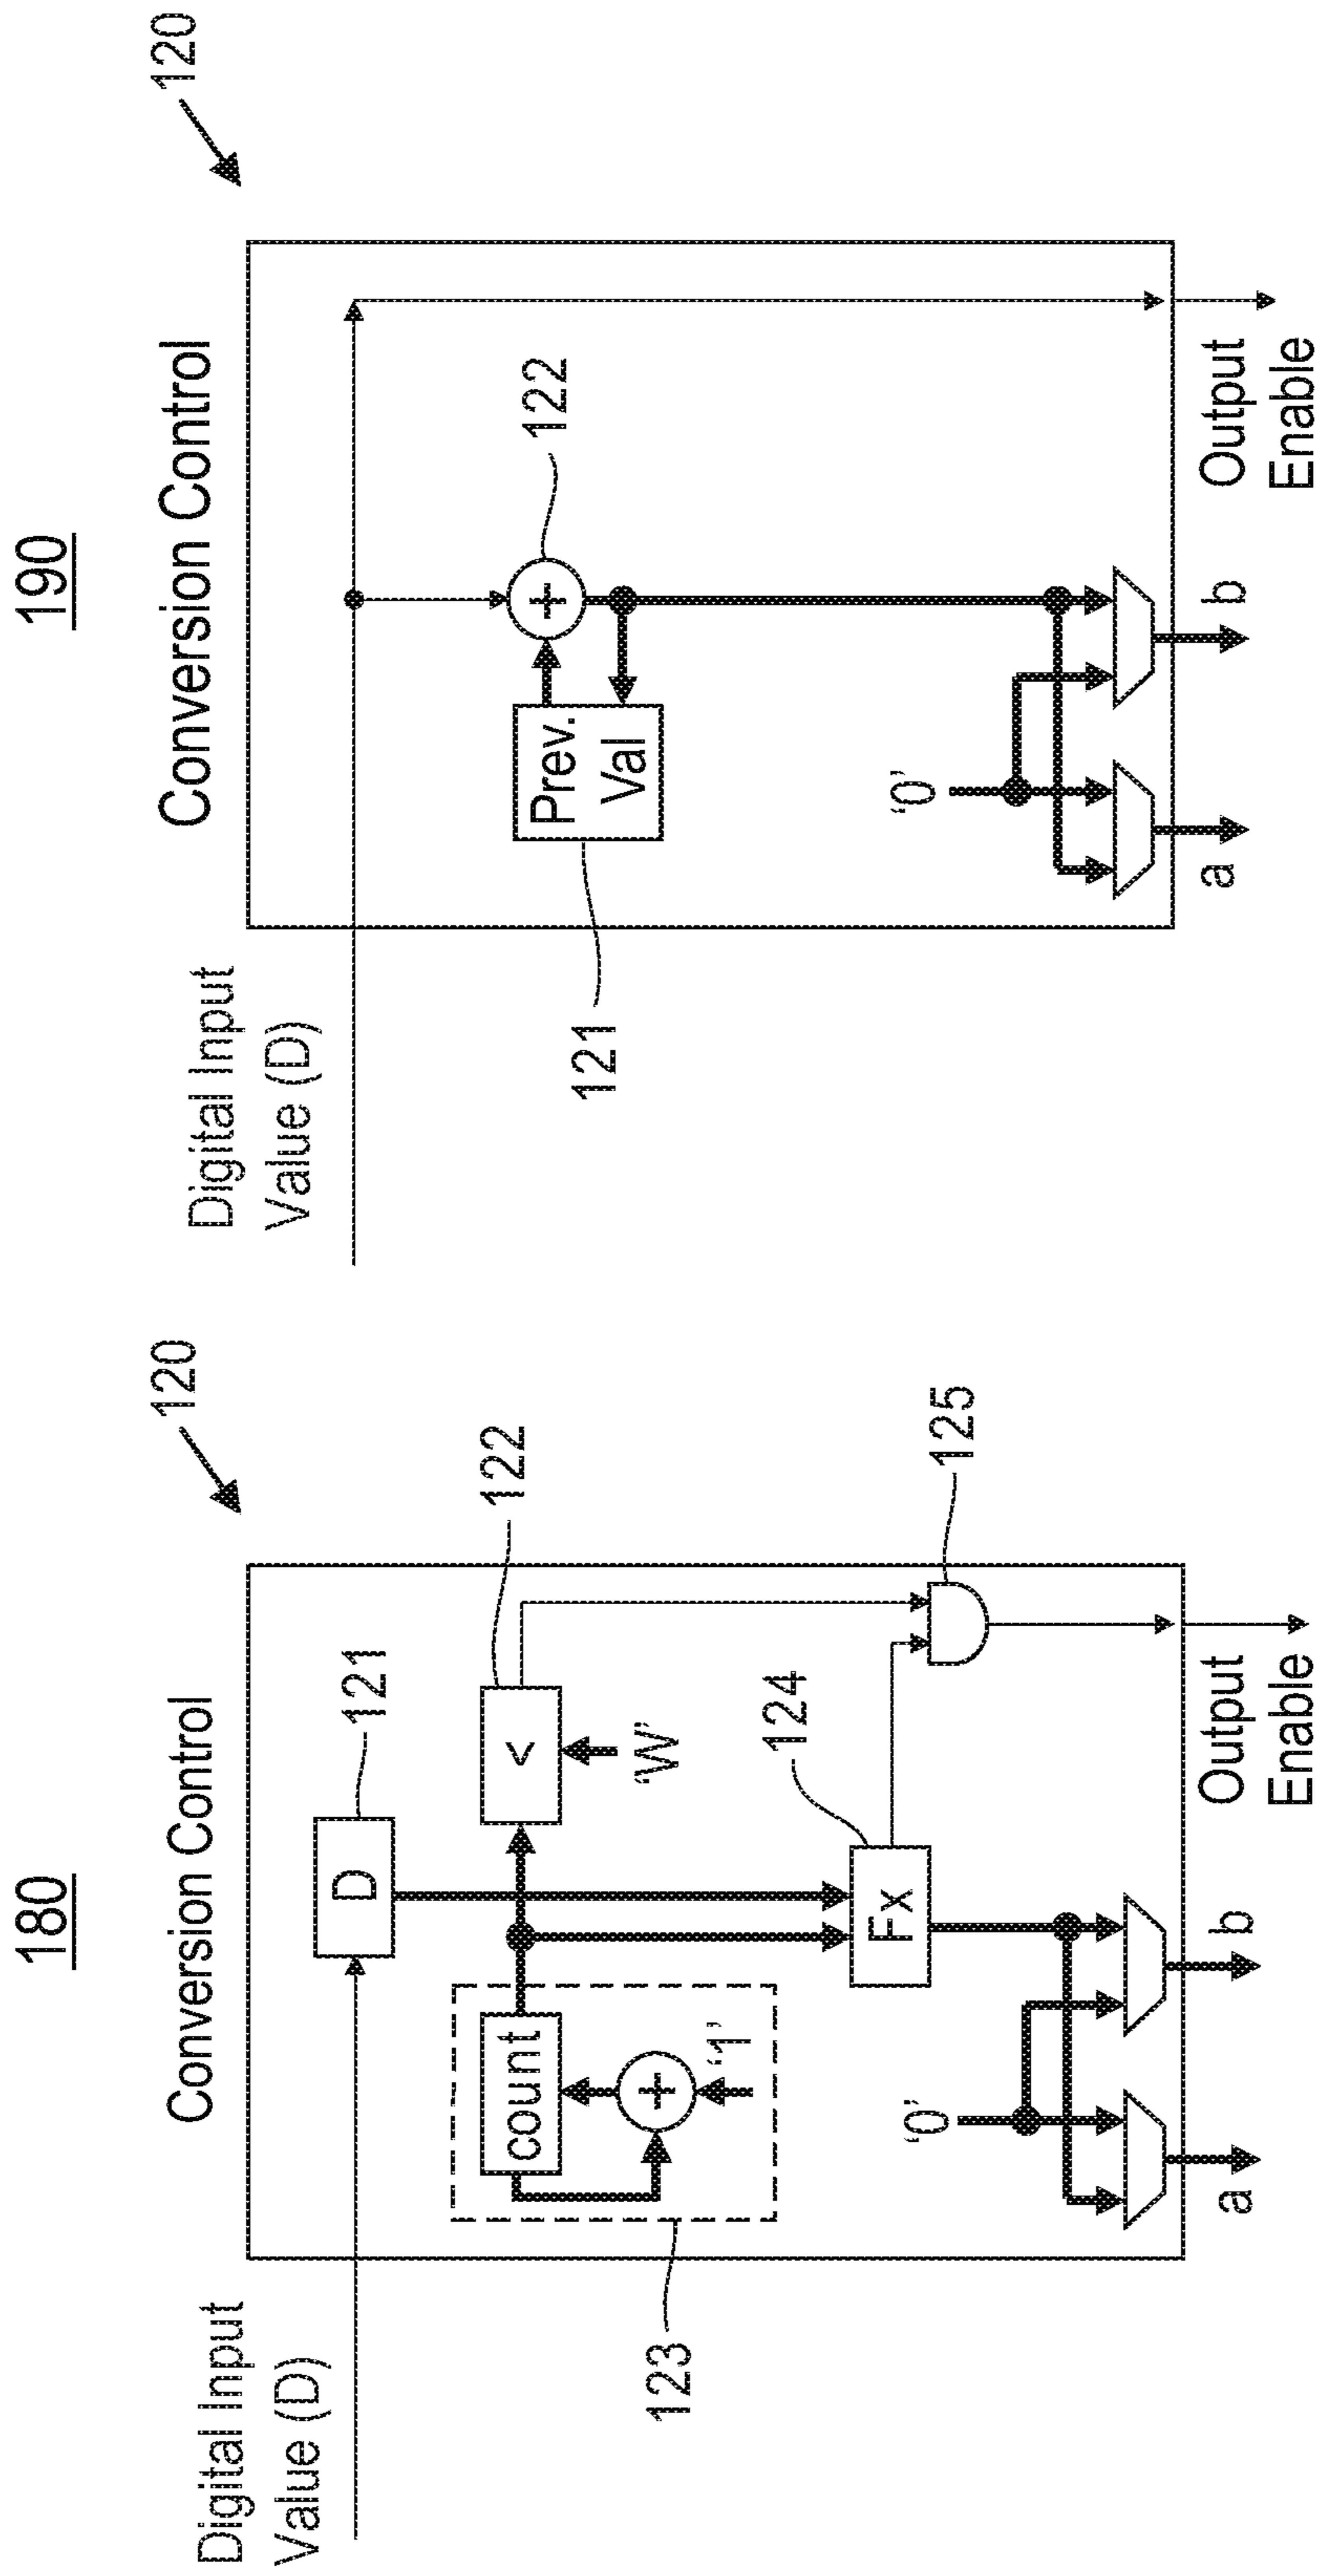 180
Conversion Control
120
Digital Input
Value (D)
D
121
count
<
122
+
'1'
'W'
123
Fx
124
125
'0'
a
b
Output
Enable
190
Conversion Control
120
Digital Input
Value (D)
Prev.
Val
+
122
121
'0'
a
b
Output
Enable